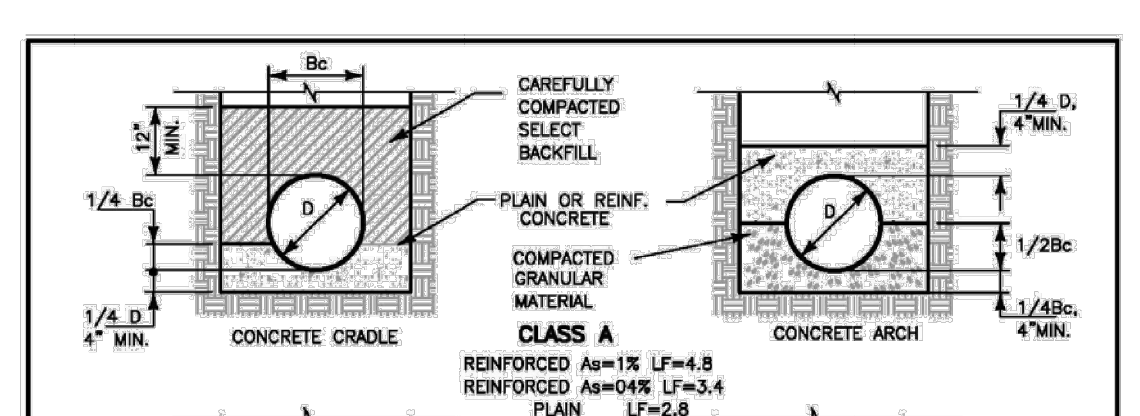 Bc
CAREFULLY
COMPACTED
SELECT
BACKFILL
12"
MIN.
1/4 D,
4"MIN.
1/4 Bc
D
PLAIN OR REINF.
CONCRETE
D
1/2Bc
COMPACTED
GRANULAR
MATERIAL
1/4 D
4" MIN.
1/4Bc,
4"MIN.
CONCRETE CRADLE
CLASS A
CONCRETE ARCH
REINFORCED As=1% LF=4.8
REINFORCED As=04% LF=3.4
PLAIN LF=2.8